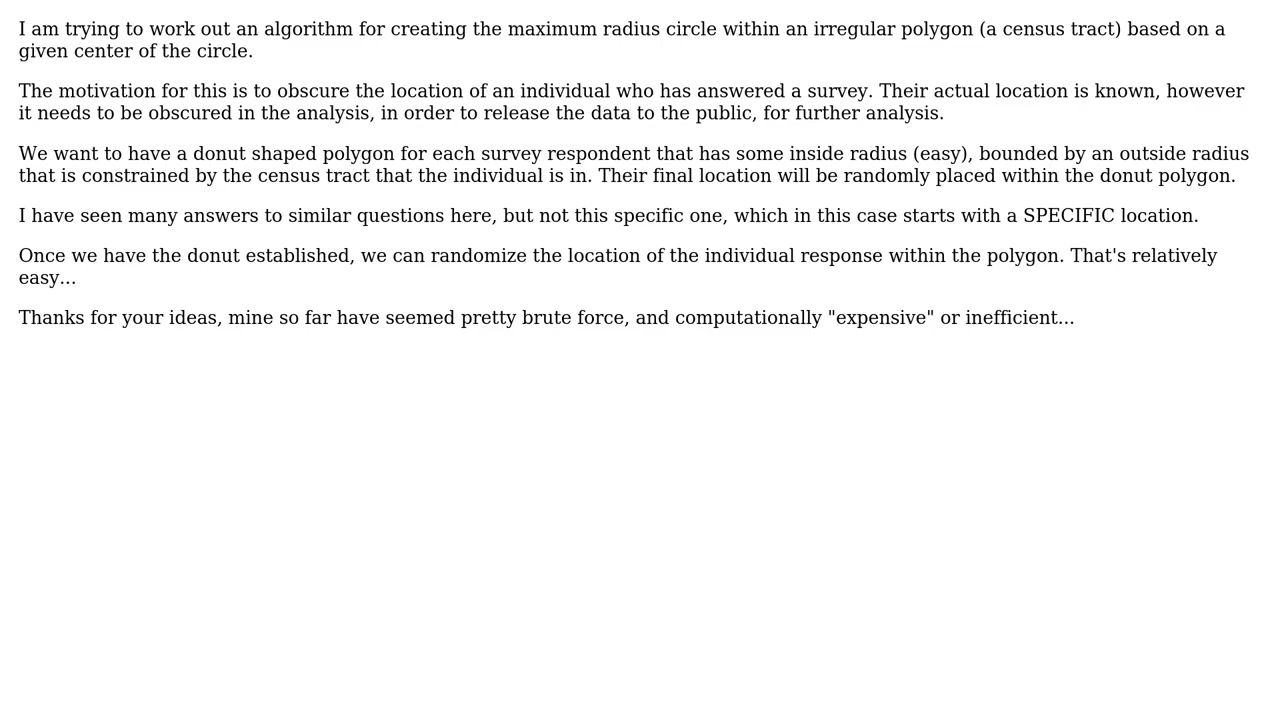 I am trying to work out an algorithm for creating the maximum radius circle within an irregular polygon (a census tract) based on a
given center of the circle.
The motivation for this is to obscure the location of an individual who has answered a survey. Their actual location is known, however
it needs to be obscured in the analysis, in order to release the data to the public, for further analysis.
We want to have a donut shaped polygon for each survey respondent that has some inside radius (easy), bounded by an outside radius
that is constrained by the census tract that the individual is in. Their final location will be randomly placed within the donut polygon.
I have seen many answers to similar questions here, but not this specific one, which in this case starts with a SPECIFIC location.
Once we have the donut established, we can randomize the location of the individual response within the polygon. That's relatively
easy...
Thanks for your ideas, mine so far have seemed pretty brute force, and computationally "expensive" or inefficient...